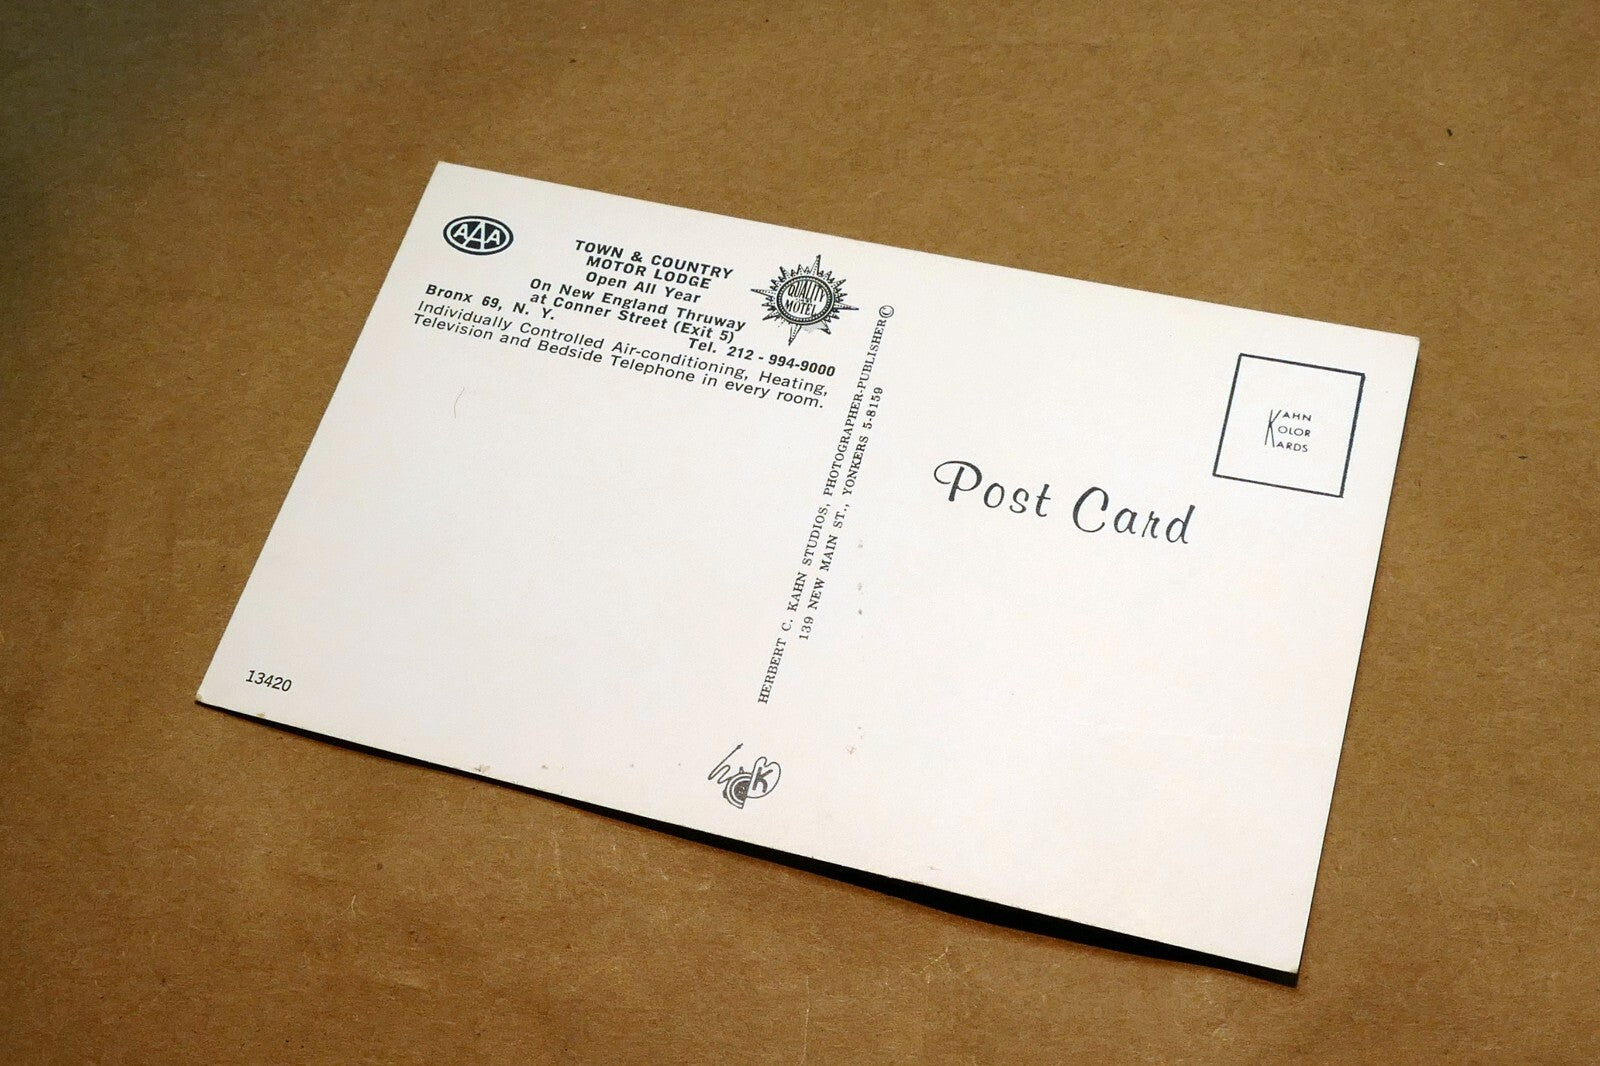 AAA
TOWN & COUNTRY
MOTOR LODGE
Open All Year
On New England Thruway
at Conner Street (Exit 5)
Bronx 69, N. Y.
Tel. 212 - 994-9000
Individually Controlled Air-conditioning, Heating,
Television and Bedside Telephone in every room.
QUALITY
MOTEL
HERBERT C. KAHN STUDIOS, PHOTOGRAPHER-PUBLISHER©
139 NEW MAIN ST., YONKERS 5-8159
Post Card
KAHN
KOLOR
KARDS
13420
K